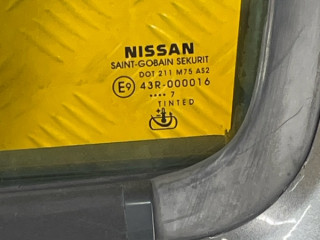 NISSAN
SAINT-GOBAIN SEKURIT
DOT 211 M75 AS2
E9 43R-000016
•••• 7
TINTED